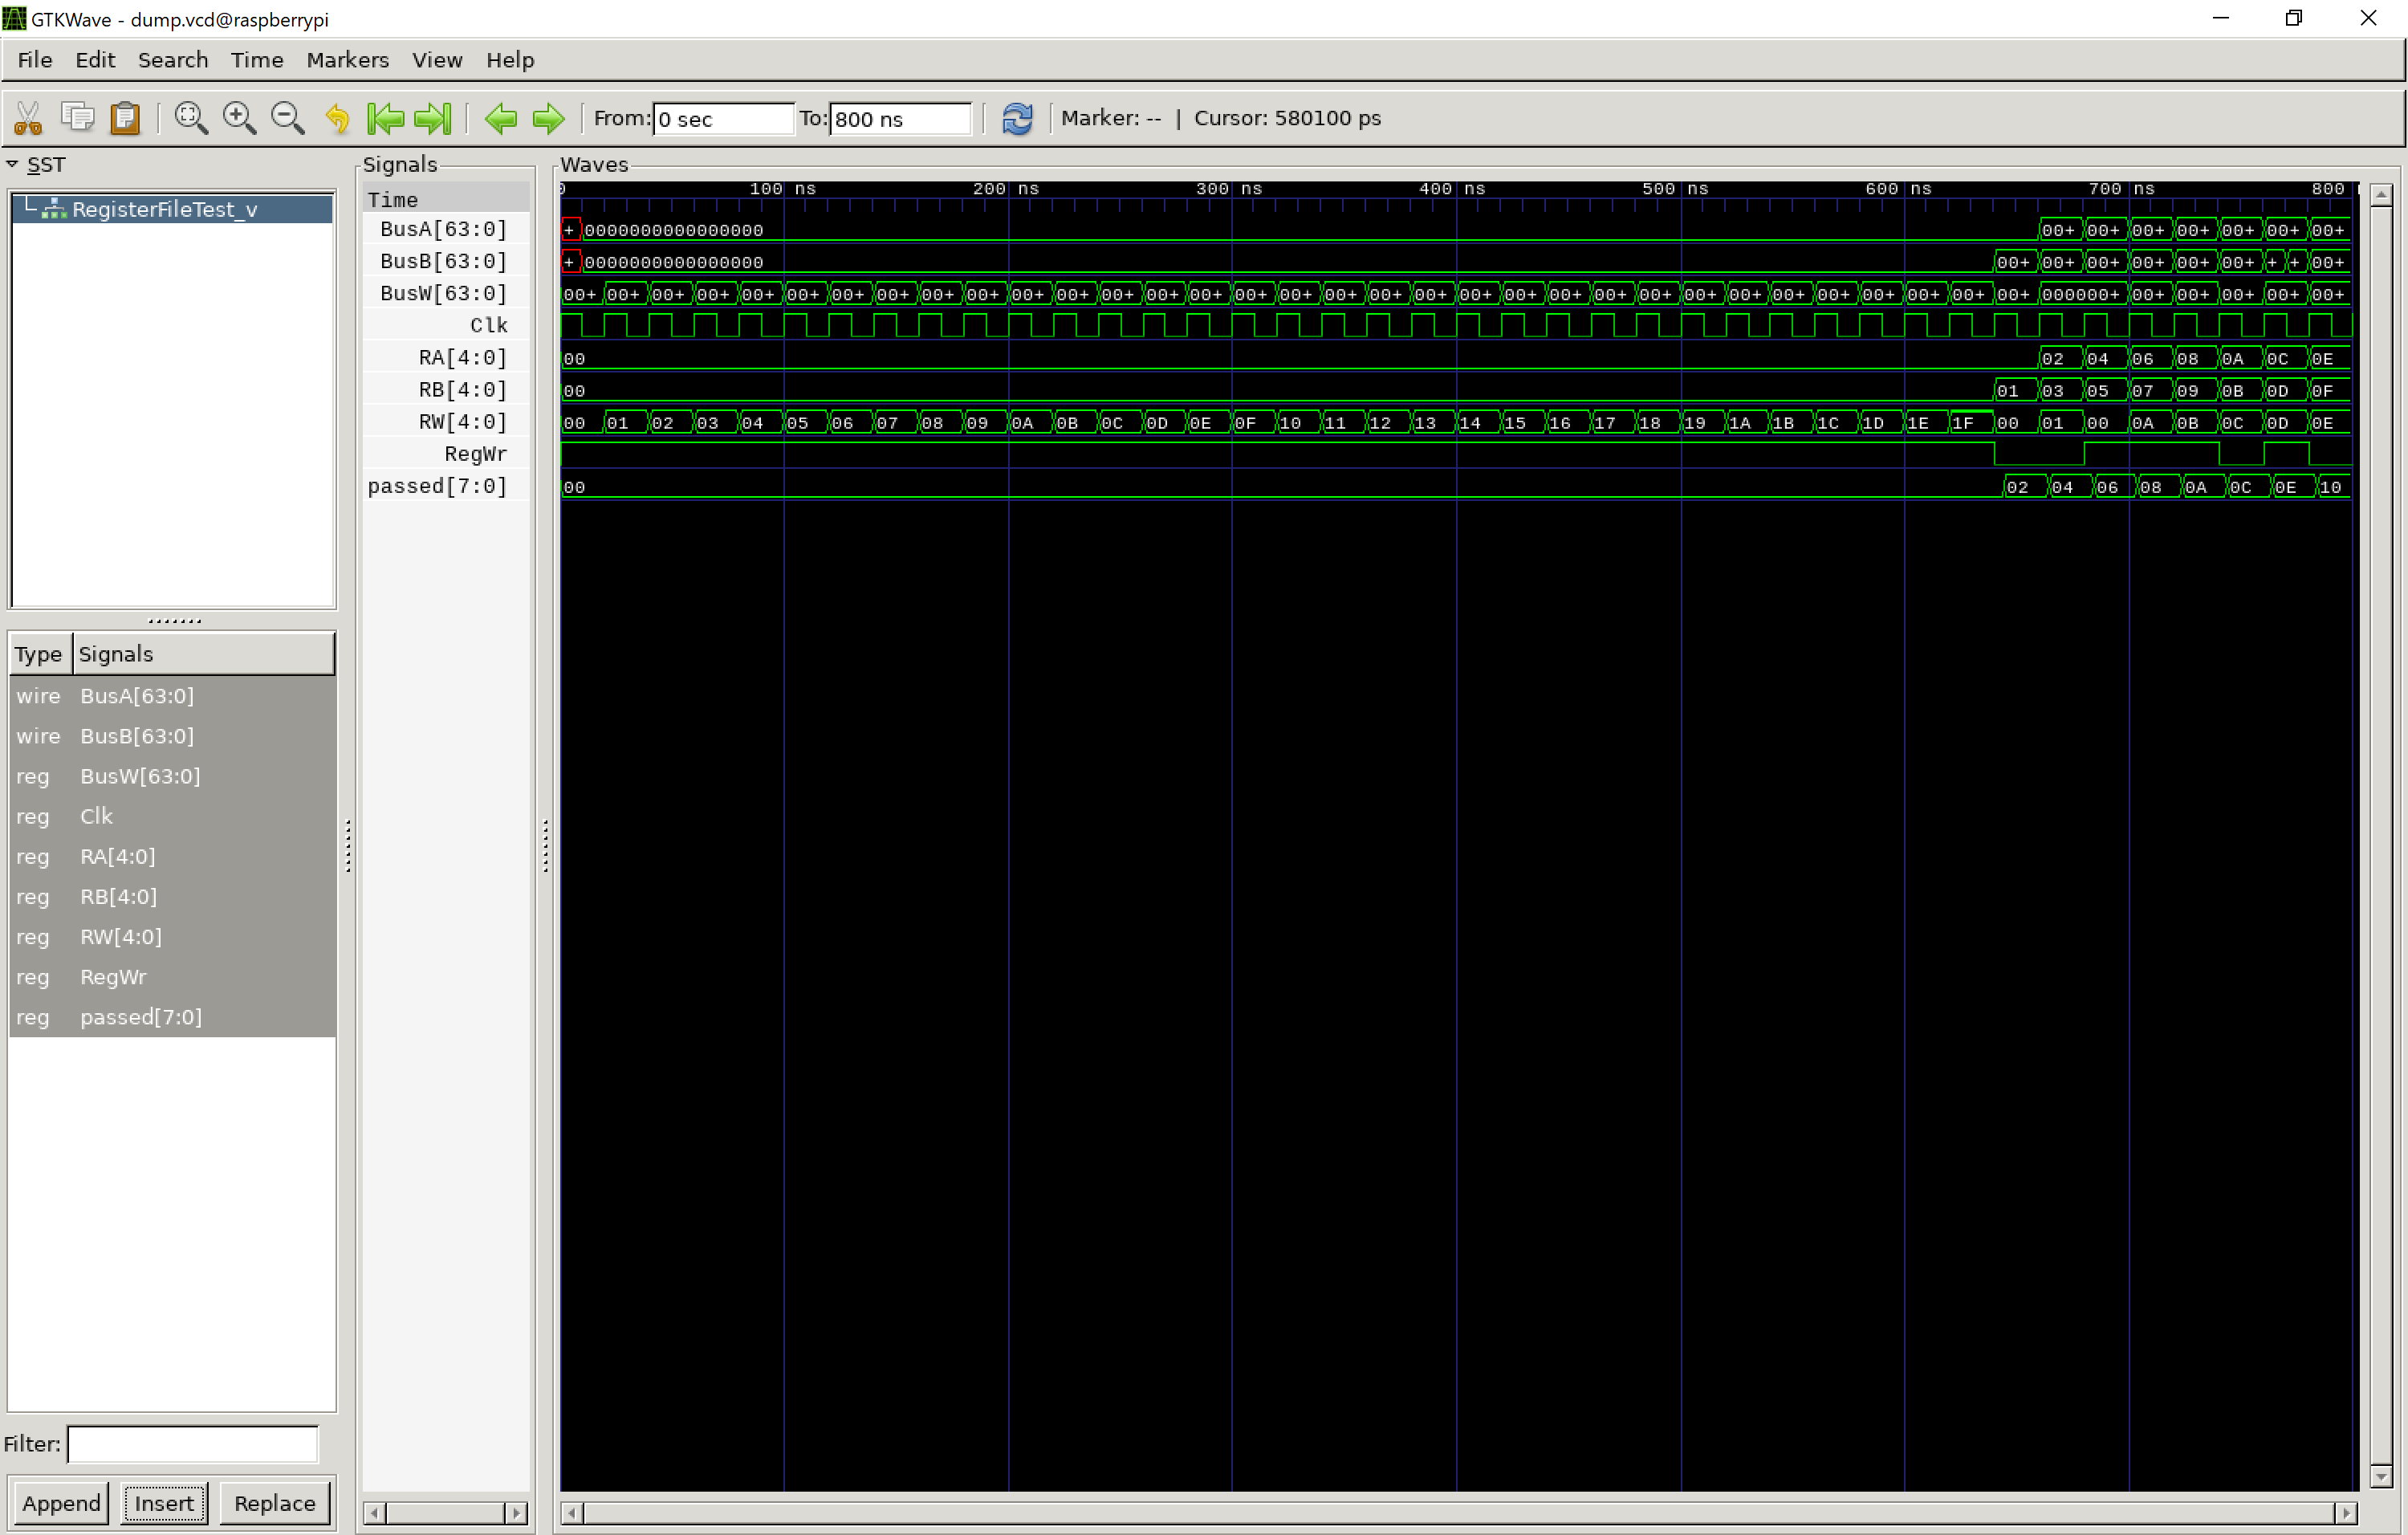 GTKWave - dump.vcd@raspberrypi
File Edit Search Time Markers View Help
From: 0 sec To: 800 ns Marker: -- | Cursor: 580100 ps
SST
RegisterFileTest_v
Type Signals
wire BusA[63:0]
wire BusB[63:0]
reg BusW[63:0]
reg Clk
reg RA[4:0]
reg RB[4:0]
reg RW[4:0]
reg RegWr
reg passed[7:0]
Filter:
Append Insert Replace
Signals
Time
BusA[63:0]
BusB[63:0]
BusW[63:0]
Clk
RA[4:0]
RB[4:0]
RW[4:0]
RegWr
passed[7:0]
Waves
0 100 ns 200 ns 300 ns 400 ns 500 ns 600 ns 700 ns 800
+ 0000000000000000 00+ 00+ 00+ 00+ 00+ 00+ 00+
+ 0000000000000000 00+ 00+ 00+ 00+ 00+ 00+ + + 00+
00+ 00+ 00+ 00+ 00+ 00+ 00+ 00+ 00+ 00+ 00+ 00+ 00+ 00+ 00+ 00+ 00+ 00+ 00+ 00+ 00+ 00+ 00+ 00+ 00+ 00+ 00+ 00+ 00+ 00+ 00+ 00+ 00+ 000000+ 00+ 00+ 00+ 00+ 00+
00 02 04 06 08 0A 0C 0E
00 01 03 05 07 09 0B 0D 0F
00 01 02 03 04 05 06 07 08 09 0A 0B 0C 0D 0E 0F 10 11 12 13 14 15 16 17 18 19 1A 1B 1C 1D 1E 1F 00 01 00 0A 0B 0C 0D 0E
00 02 04 06 08 0A 0C 0E 10